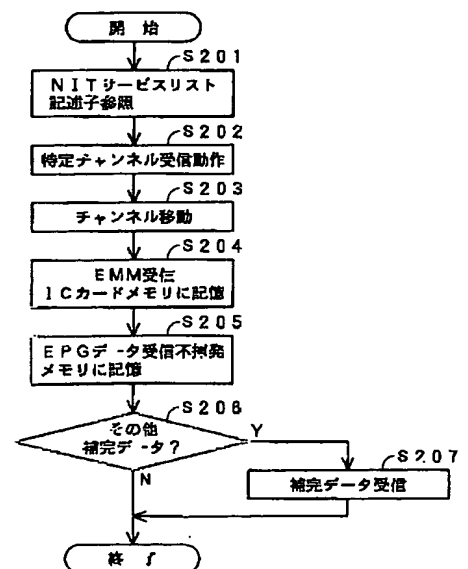 開 始
S201
NITサービスリスト
記述子参照
S202
特定チャンネル受信動作
S203
チャンネル移動
S204
EMM受信
ICカードメモリに記憶
S205
EPGデータ受信不揮発
メモリに記憶
S206
その他
補完データ?
Y
N
S207
補完データ受信
終 了